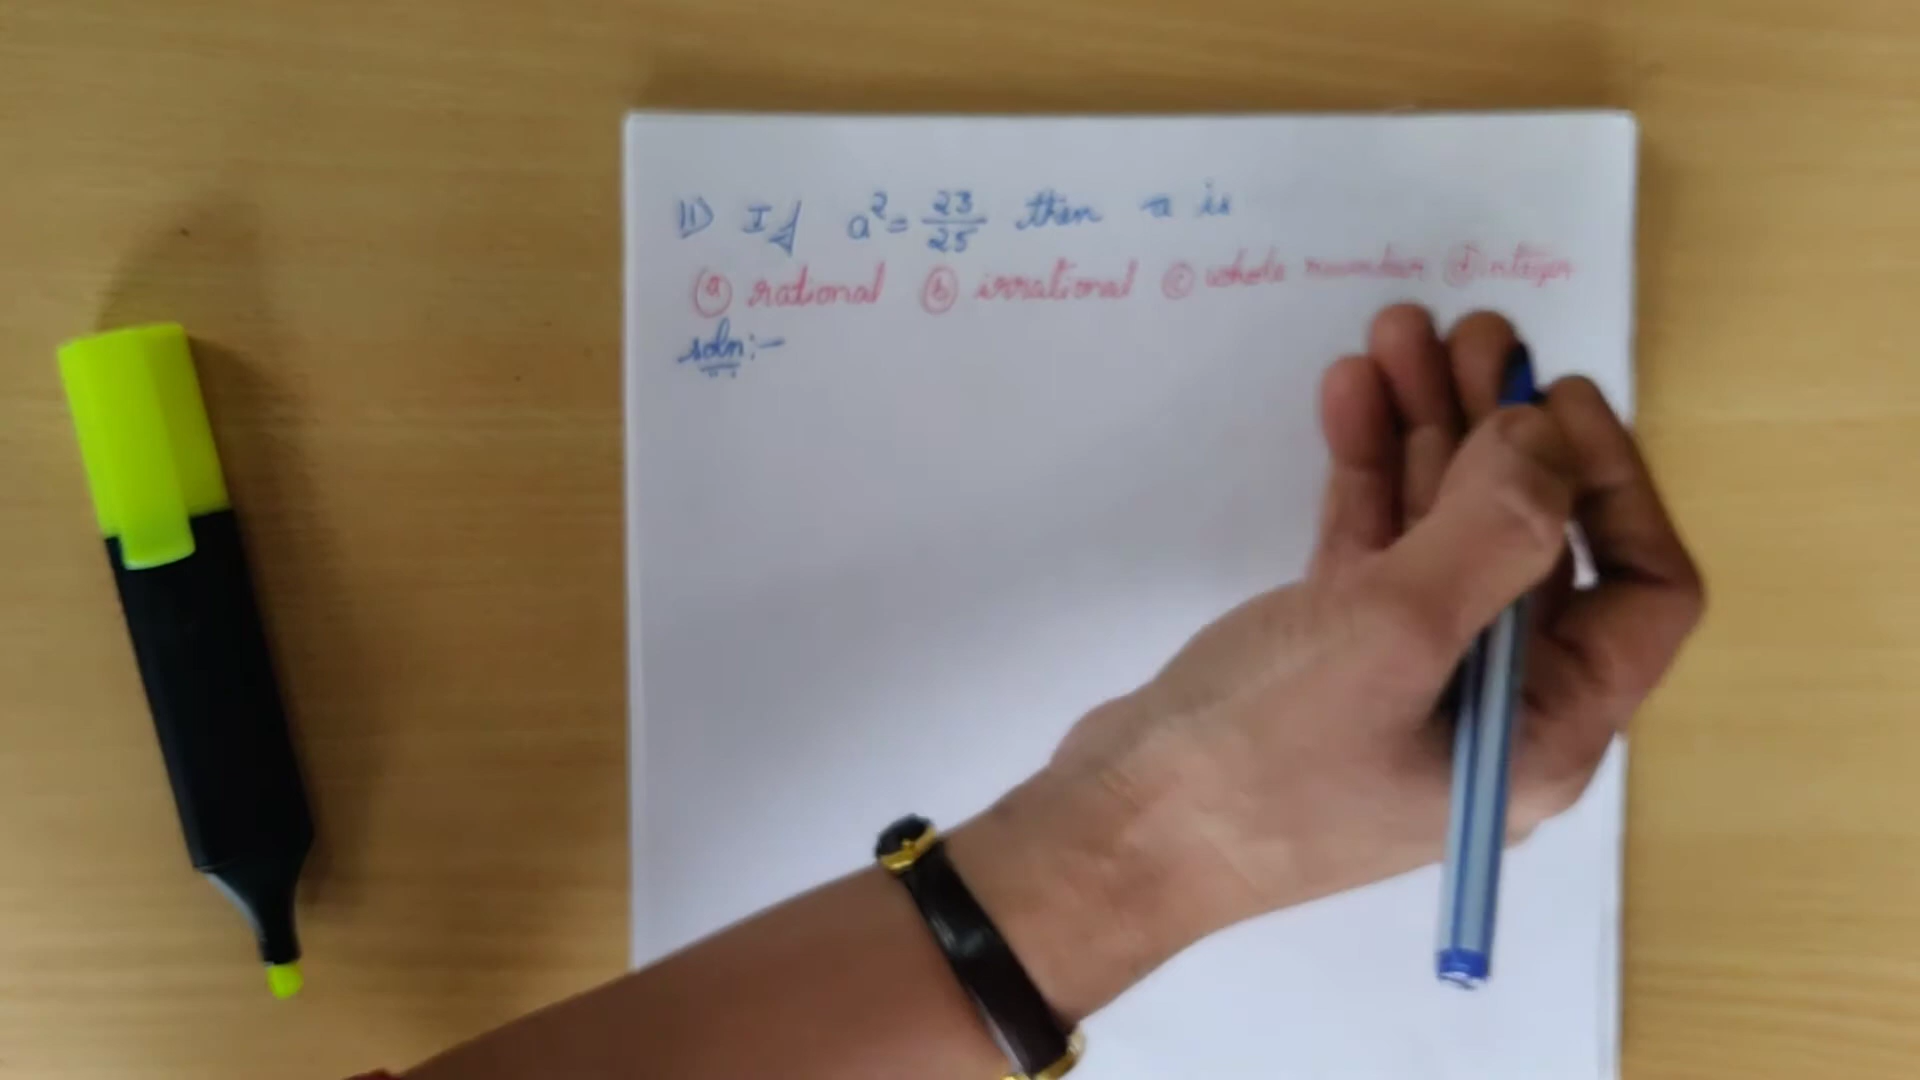 11) If a² = 23/25 then a is
(a) rational (b) irrational (c) whole number (d) integer
soln:-